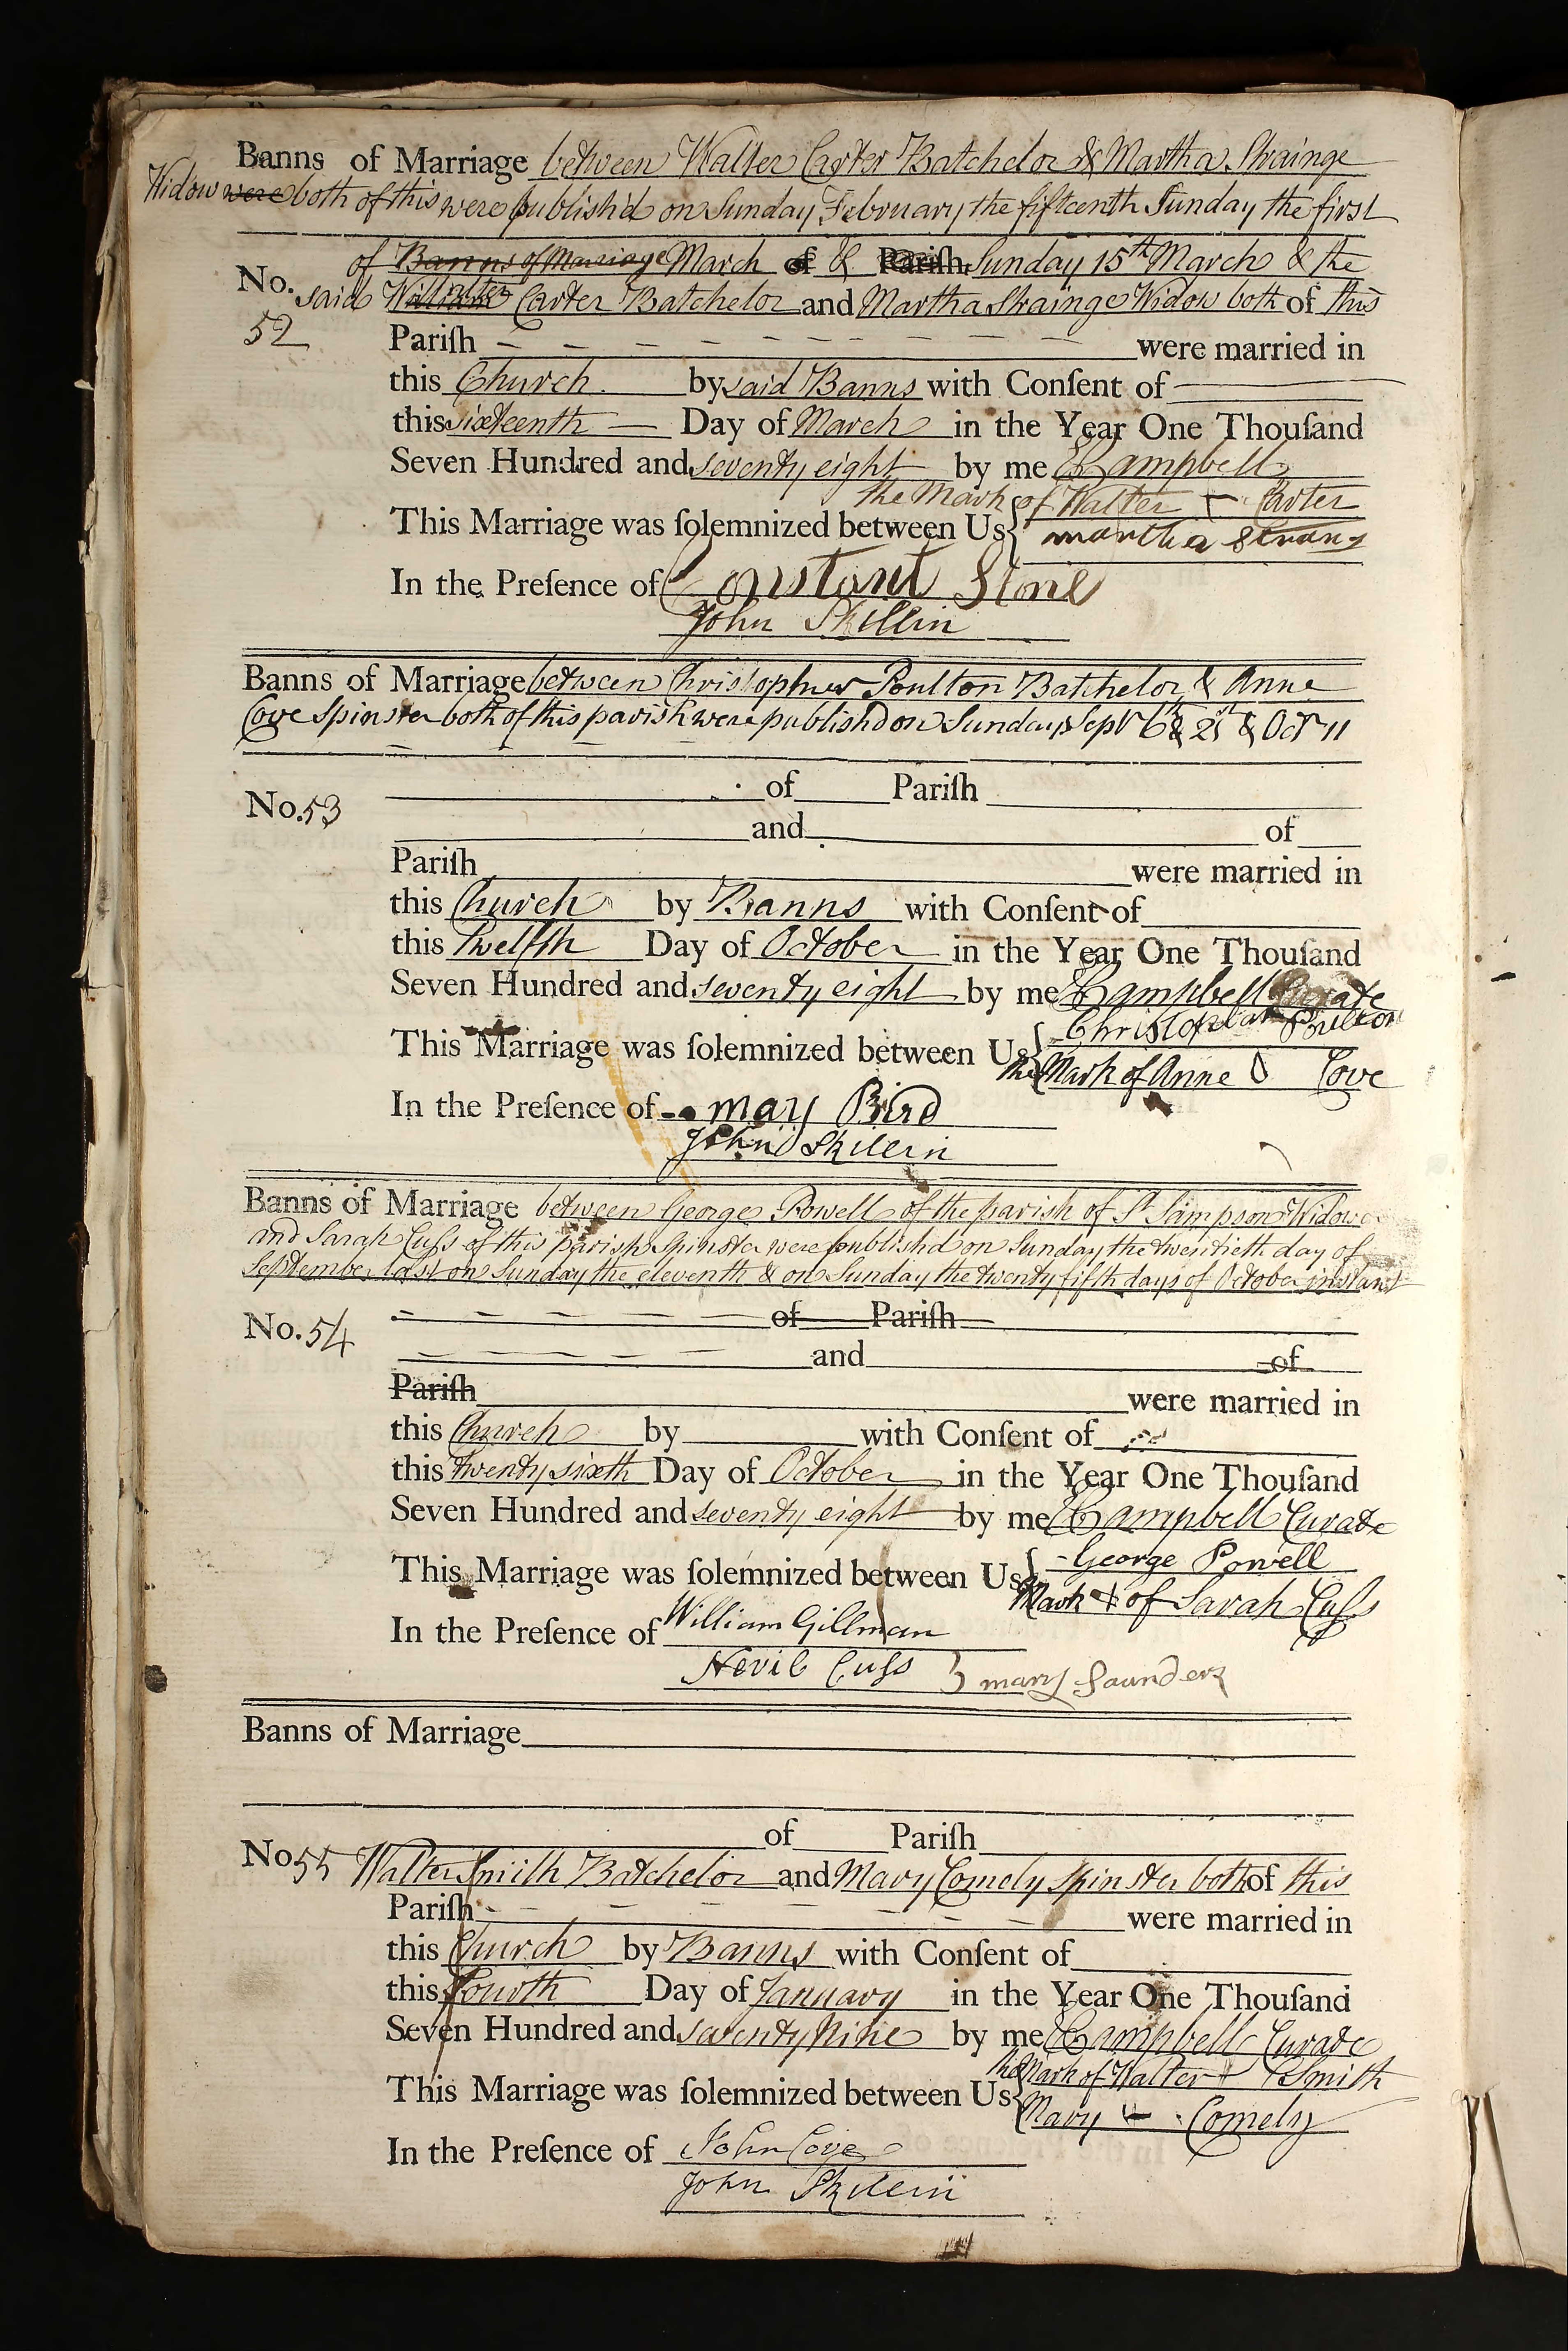 Banns of Marriage between Walter Carter Batchelor & Martha Strainge
Widow were both of this were publish'd on Sunday February the fifteenth Sunday the first
of Banns of Marriage March of & Pariſh Sunday 15th March & the
No. 52 said Walter Carter Batchelor and Martha Strainge Widow both of this
Pariſh were married in
this Church by said Banns with Conſent of
this sixteenth Day of March in the Year One Thouſand
Seven Hundred and seventy eight by me C Campbell
the Mark of Walter + Carter
This Marriage was ſolemnized between Us martha Strang
In the Preſence of Constant Stone
John Skillin
Banns of Marriage between Christopher Poulton Batchelor & Anne
Cove Spinster both of this parish were publishd on Sundays Sepr 6th & 2 & Octr 11
of Pariſh
No. 53
and of
Pariſh were married in
this Church by Banns with Conſent of
this Twelfth Day of October in the Year One Thouſand
Seven Hundred and seventy eight by me C Campbell Curate
Christopher Poulton
This Marriage was ſolemnized between Us
the Mark of Anne O Cove
In the Preſence of may Bird
John Skilein
Banns of Marriage between George Powell of the parish of St Sampson Widower
and Sarah Cuſs of this parish Spinster were publishd on Sunday the twentieth day of
September last on Sunday the eleventh & on Sunday the twenty fifth days of October instant
of Pariſh
No. 54
and of
Pariſh were married in
this Church by with Conſent of
this twenty sixth Day of October in the Year One Thouſand
Seven Hundred and seventy eight by me C Campbell Curate
George Powell
This Marriage was ſolemnized between Us
Mark + of Sarah Cuſs
In the Preſence of William Gillman
Nevil Cuſs mary Saunders
Banns of Marriage
of Pariſh
No 55 Walter Smith Batchelor and Mary Comely Spinster both of this
Pariſh were married in
this Church by Banns with Conſent of
this Fourth Day of January in the Year One Thouſand
Seven Hundred and seventy Nine by me C Campbell Curate
the Mark of Walter + Smith
This Marriage was ſolemnized between Us
Mary + Comely
In the Preſence of John Cove
John Skilein